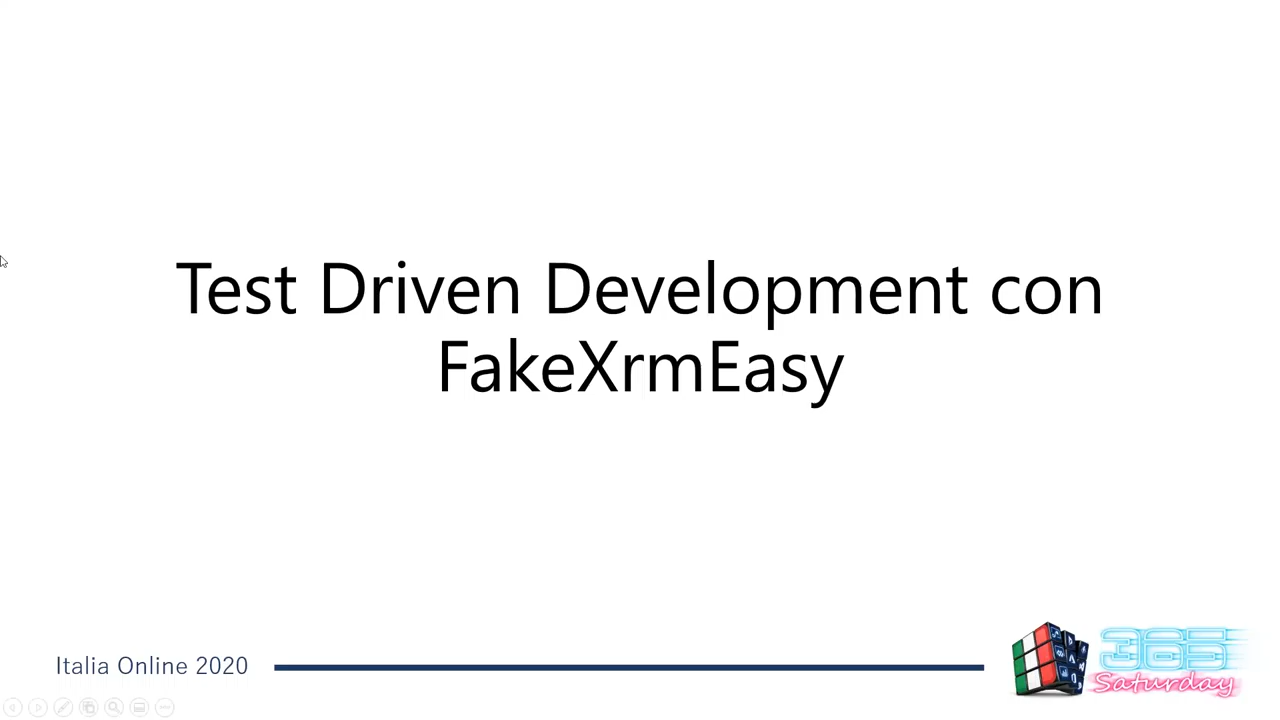 Test Driven Development con
FakeXrmEasy
Italia Online 2020
365
Saturday